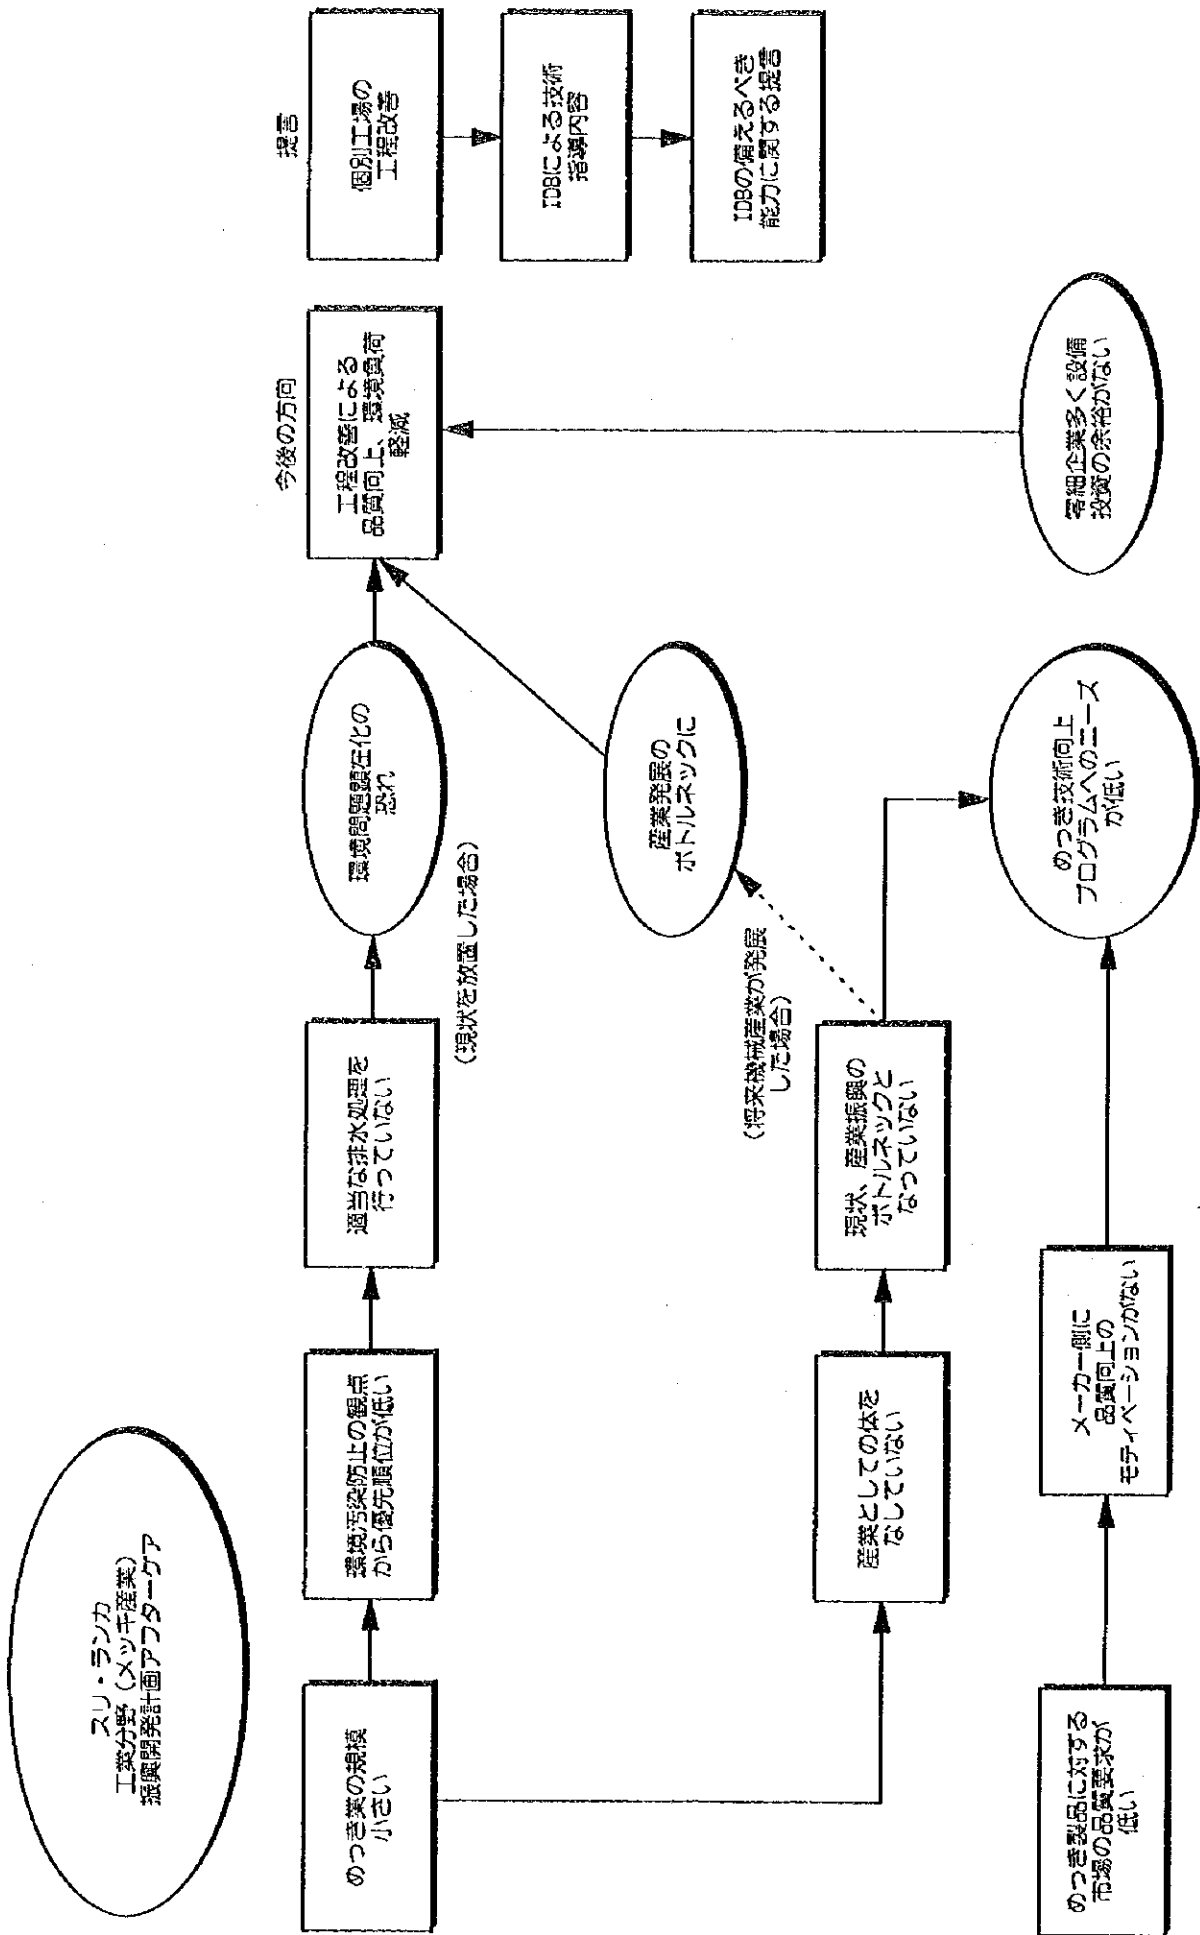 スリ・ランカ
工業分野（メッキ産業）
振興開発計画アフターケア
めっき業の規模
小さい
環境汚染防止の観点
から優先順位が低い
適当な排水処理を
行っていない
環境問題顕在化の
恐れ
（現状を放置した場合）
今後の方向
工程改善による
品質向上、環境負荷
軽減
提言
個別工場の
工程改善
IDBによる技術
指導内容
IDBの備えるべき
能力に関する提言
産業発展の
ボトルネックに
（将来機械産業が発展
した場合）
産業としての体を
なしていない
現状、産業振興の
ボトルネックと
なっていない
めっき製品に対する
市場の品質要求が
低い
メーカー側に
品質向上の
モティベーションがない
めっき技術向上
プログラムへのニーズ
が低い
零細企業多く設備
投資の余裕がない